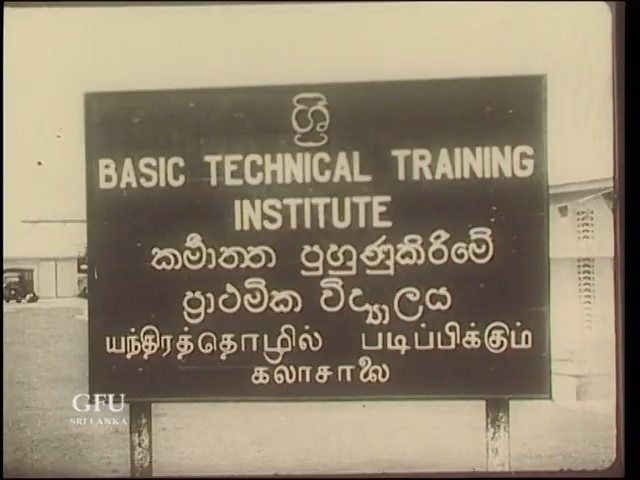 ශ්‍රී
BASIC TECHNICAL TRAINING
INSTITUTE
කර්මාන්ත පුහුණුකිරිමේ
ප්‍රාථමික විද්‍යාලය
யந்திரத்தொழில் படிப்பிக்கும்
கலாசாலை
GFU
SRI LANKA